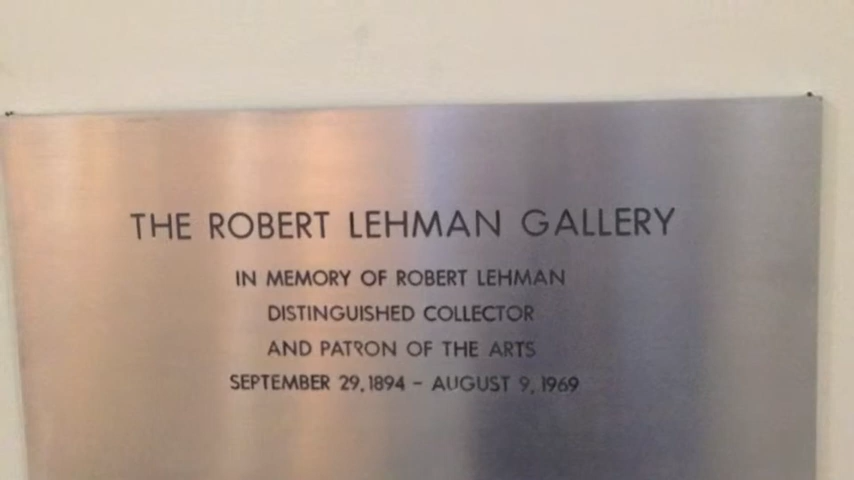 THE ROBERT LEHMAN GALLERY
IN MEMORY OF ROBERT LEHMAN
DISTINGUISHED COLLECTOR
AND PATRON OF THE ARTS
SEPTEMBER 29, 1894 – AUGUST 9, 1969